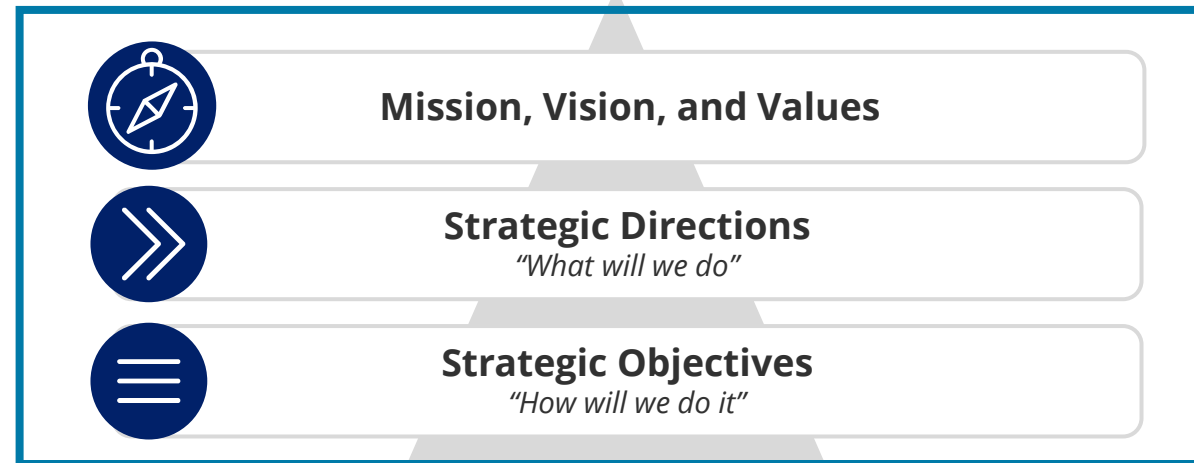 Mission, Vision, and Values
Strategic Directions
“What will we do”
Strategic Objectives
“How will we do it”